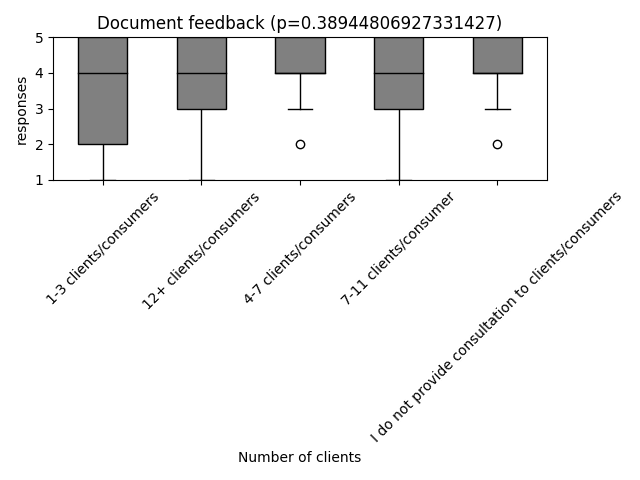 Document feedback (p=0.38944806927331427)
responses
5
4
3
2
1
1-3 clients/consumers
12+ clients/consumers
4-7 clients/consumers
7-11 clients/consumer
I do not provide consultation to clients/consumers
Number of clients